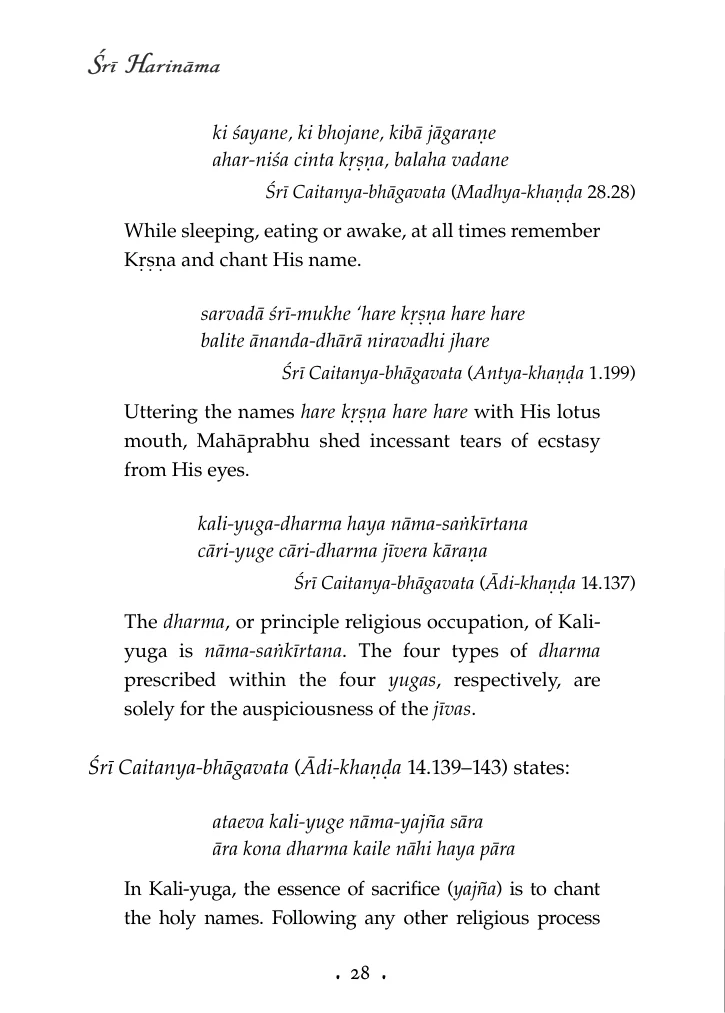 Śrī Harināma
ki śayane, ki bhojane, kibā jāgaraṇe
ahar-niśa cinta kṛṣṇa, balaha vadane
Śrī Caitanya-bhāgavata (Madhya-khaṇḍa 28.28)
While sleeping, eating or awake, at all times remember
Kṛṣṇa and chant His name.
sarvadā śrī-mukhe ‘hare kṛṣṇa hare hare
balite ānanda-dhārā niravadhi jhare
Śrī Caitanya-bhāgavata (Antya-khaṇḍa 1.199)
Uttering the names hare kṛṣṇa hare hare with His lotus
mouth, Mahāprabhu shed incessant tears of ecstasy
from His eyes.
kali-yuga-dharma haya nāma-saṅkīrtana
cāri-yuge cāri-dharma jīvera kāraṇa
Śrī Caitanya-bhāgavata (Ādi-khaṇḍa 14.137)
The dharma, or principle religious occupation, of Kali-
yuga is nāma-saṅkīrtana. The four types of dharma
prescribed within the four yugas, respectively, are
solely for the auspiciousness of the jīvas.
Śrī Caitanya-bhāgavata (Ādi-khaṇḍa 14.139–143) states:
ataeva kali-yuge nāma-yajña sāra
āra kona dharma kaile nāhi haya pāra
In Kali-yuga, the essence of sacrifice (yajña) is to chant
the holy names. Following any other religious process
• 28 •